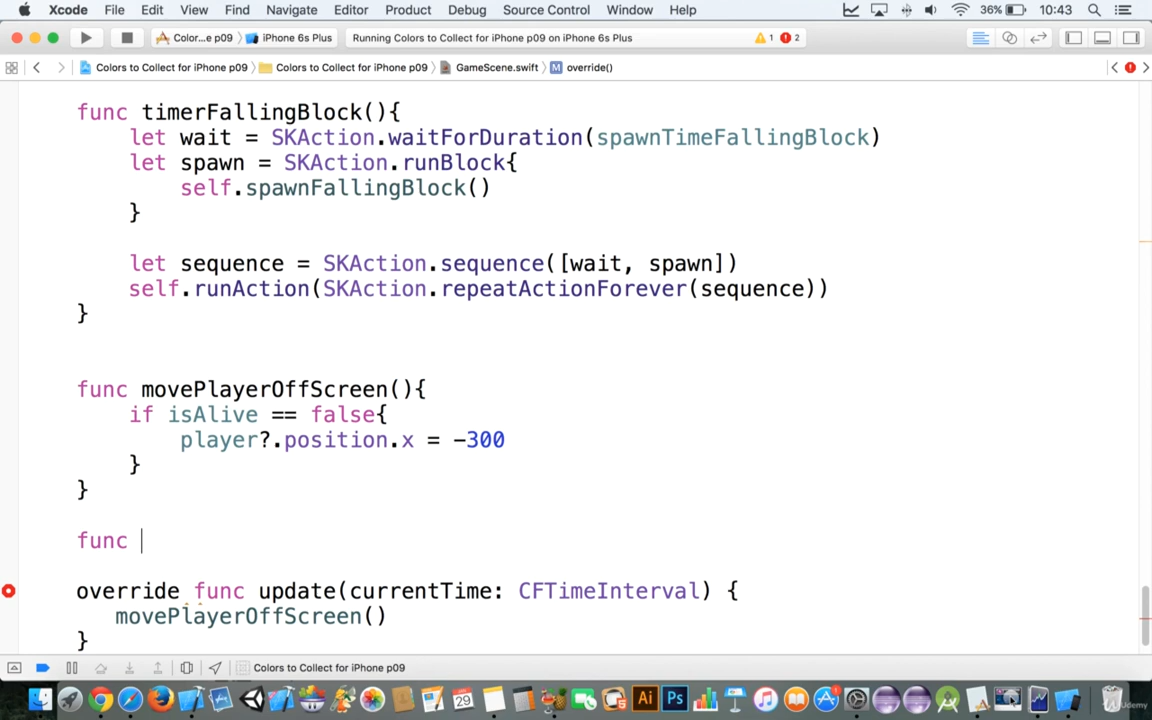 Xcode File Edit View Find Navigate Editor Product Debug Source Control Window Help 36% 10:43
Color...e p09 iPhone 6s Plus Running Colors to Collect for iPhone p09 on iPhone 6s Plus 1 2
Colors to Collect for iPhone p09 Colors to Collect for iPhone p09 GameScene.swift M override()
func timerFallingBlock(){
let wait = SKAction.waitForDuration(spawnTimeFallingBlock)
let spawn = SKAction.runBlock{
self.spawnFallingBlock()
}
let sequence = SKAction.sequence([wait, spawn])
self.runAction(SKAction.repeatActionForever(sequence))
}
func movePlayerOffScreen(){
if isAlive == false{
player?.position.x = -300
}
}
func
override func update(currentTime: CFTimeInterval) {
movePlayerOffScreen()
}
Colors to Collect for iPhone p09
29 Ai Ps
Udemy